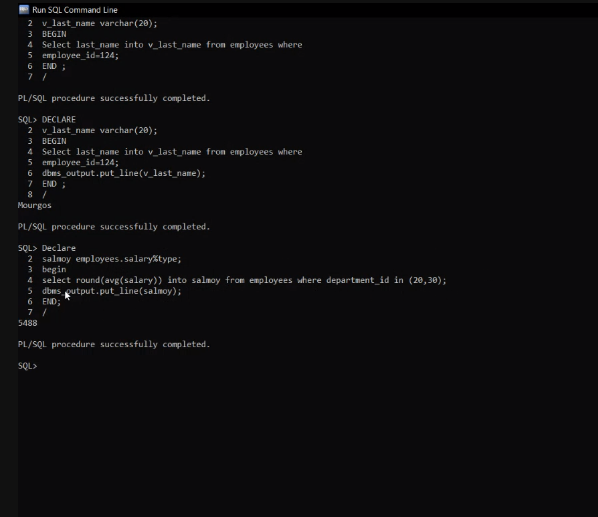 Run SQL Command Line
2 v_last_name varchar(20);
3 BEGIN
4 Select last_name into v_last_name from employees where
5 employee_id=124;
6 END ;
7 /
PL/SQL procedure successfully completed.
SQL> DECLARE
2 v_last_name varchar(20);
3 BEGIN
4 Select last_name into v_last_name from employees where
5 employee_id=124;
6 dbms_output.put_line(v_last_name);
7 END ;
8 /
Mourgos
PL/SQL procedure successfully completed.
SQL> Declare
2 salmoy employees.salary%type;
3 begin
4 select round(avg(salary)) into salmoy from employees where department_id in (20,30);
5 dbms_output.put_line(salmoy);
6 END;
7 /
5488
PL/SQL procedure successfully completed.
SQL>